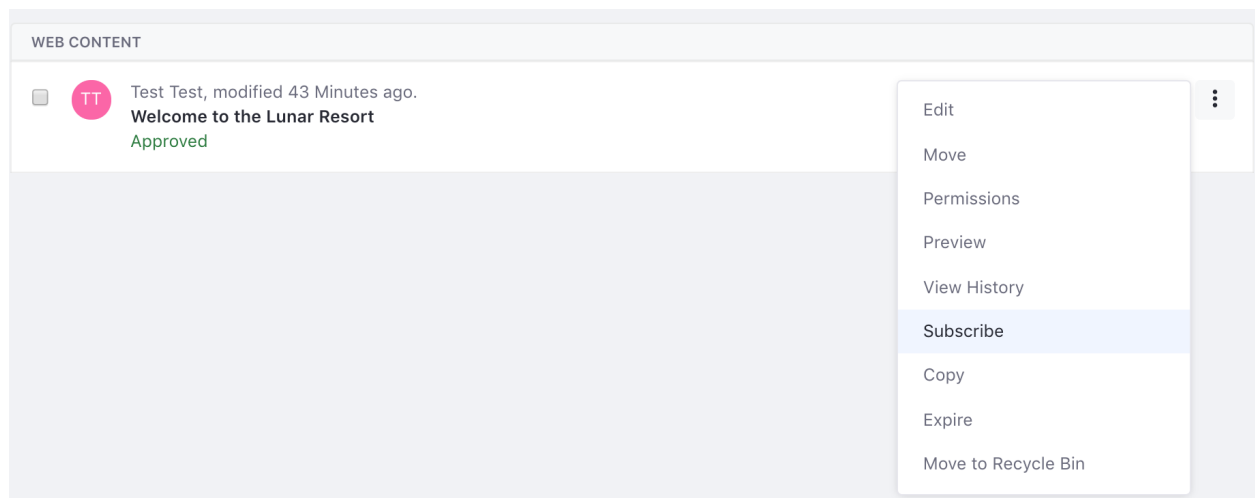 WEB CONTENT
TT
Test Test, modified 43 Minutes ago.
Welcome to the Lunar Resort
Approved
Edit
Move
Permissions
Preview
View History
Subscribe
Copy
Expire
Move to Recycle Bin